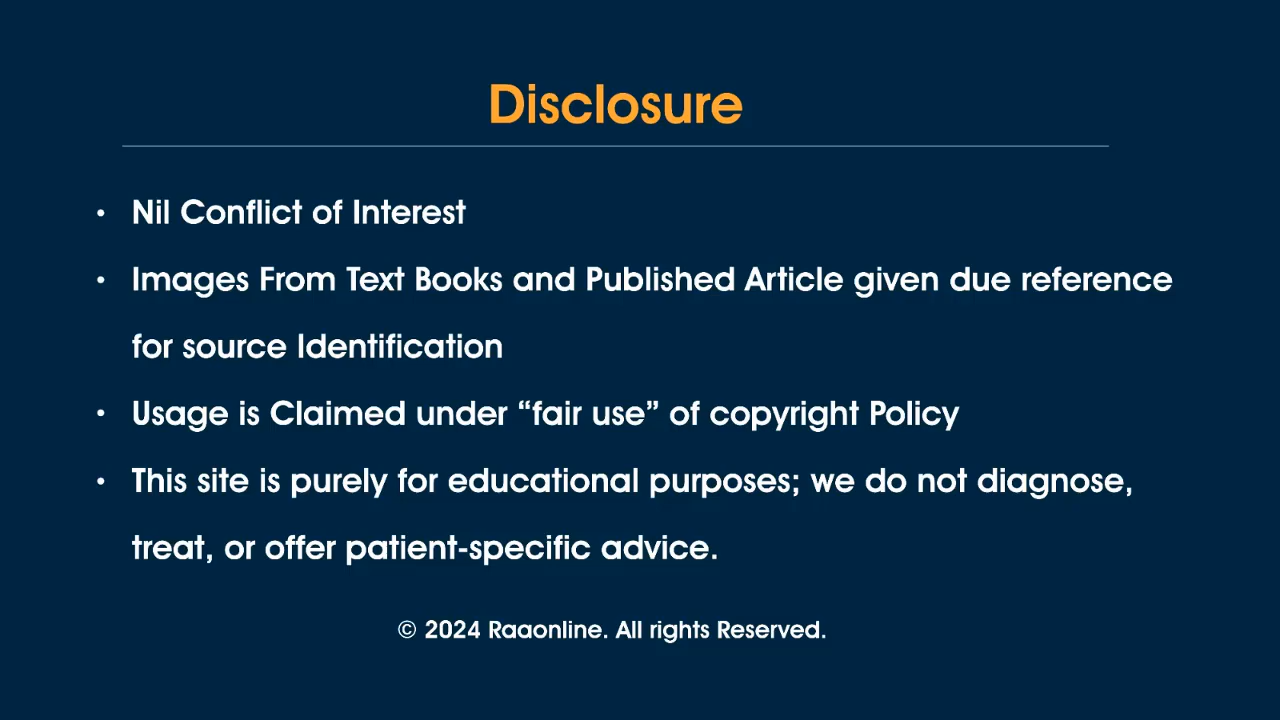 Disclosure
• Nil Conflict of Interest
• Images From Text Books and Published Article given due reference
for source Identification
• Usage is Claimed under “fair use” of copyright Policy
• This site is purely for educational purposes; we do not diagnose,
treat, or offer patient-specific advice.
© 2024 Raaonline. All rights Reserved.